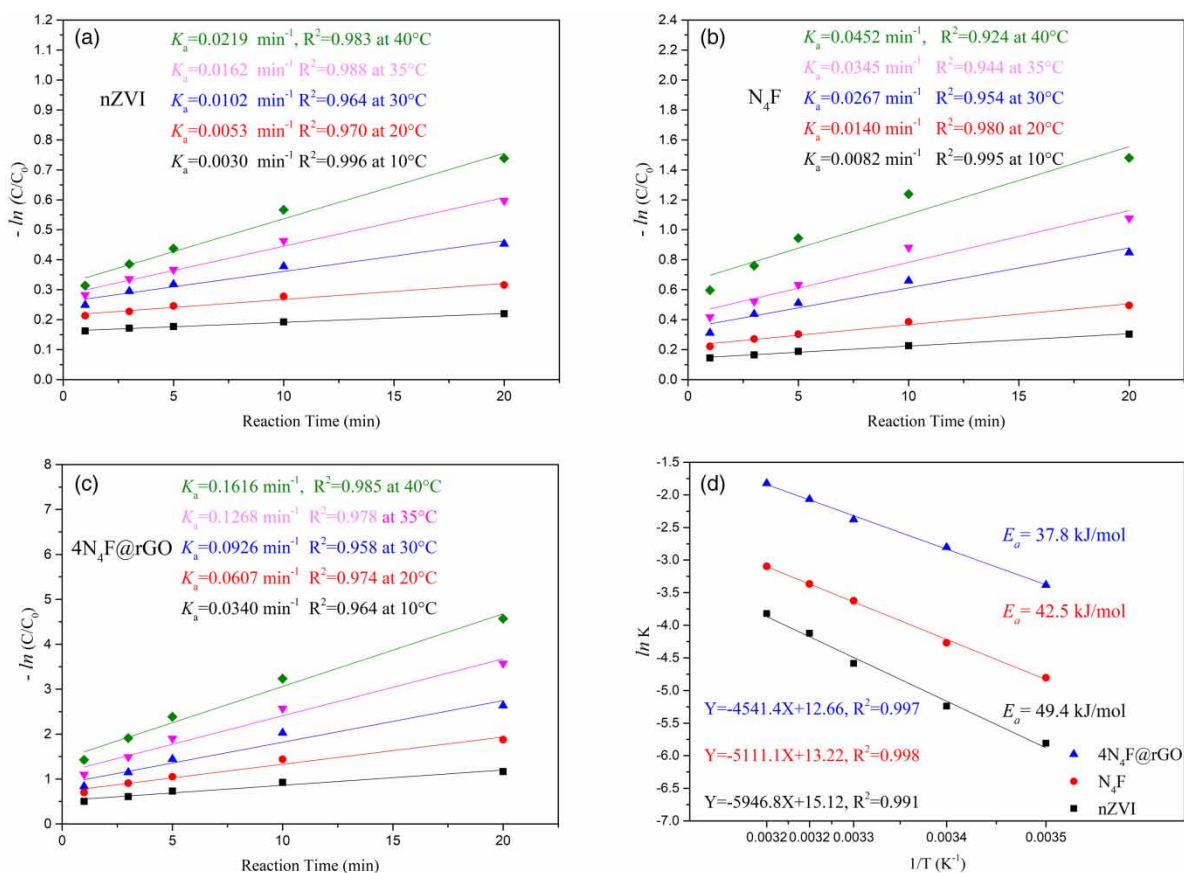 (a)
nZVI
Kₐ=0.0219 min⁻¹, R²=0.983 at 40°C
Kₐ=0.0162 min⁻¹ R²=0.988 at 35°C
Kₐ=0.0102 min⁻¹ R²=0.964 at 30°C
Kₐ=0.0053 min⁻¹ R²=0.970 at 20°C
Kₐ=0.0030 min⁻¹ R²=0.996 at 10°C
- ln (C/C₀)
1.2
1.1
1.0
0.9
0.8
0.7
0.6
0.5
0.4
0.3
0.2
0.1
0.0
0 5 10 15 20
Reaction Time (min)
(b)
N₄F
Kₐ=0.0452 min⁻¹, R²=0.924 at 40°C
Kₐ=0.0345 min⁻¹ R²=0.944 at 35°C
Kₐ=0.0267 min⁻¹ R²=0.954 at 30°C
Kₐ=0.0140 min⁻¹ R²=0.980 at 20°C
Kₐ=0.0082 min⁻¹ R²=0.995 at 10°C
- ln (C/C₀)
2.4
2.2
2.0
1.8
1.6
1.4
1.2
1.0
0.8
0.6
0.4
0.2
0.0
0 5 10 15 20
Reaction Time (min)
(c)
4N₄F@rGO
Kₐ=0.1616 min⁻¹, R²=0.985 at 40°C
Kₐ=0.1268 min⁻¹ R²=0.978 at 35°C
Kₐ=0.0926 min⁻¹ R²=0.958 at 30°C
Kₐ=0.0607 min⁻¹ R²=0.974 at 20°C
Kₐ=0.0340 min⁻¹ R²=0.964 at 10°C
- ln (C/C₀)
8
7
6
5
4
3
2
1
0
0 5 10 15 20
Reaction Time (min)
(d)
Eₐ= 37.8 kJ/mol
Eₐ= 42.5 kJ/mol
Eₐ= 49.4 kJ/mol
Y=-4541.4X+12.66, R²=0.997
Y=-5111.1X+13.22, R²=0.998
Y=-5946.8X+15.12, R²=0.991
4N₄F@rGO
N₄F
nZVI
ln K
-1.5
-2.0
-2.5
-3.0
-3.5
-4.0
-4.5
-5.0
-5.5
-6.0
-6.5
-7.0
0.0032 0.0032 0.0033 0.0034 0.0035
1/T (K⁻¹)